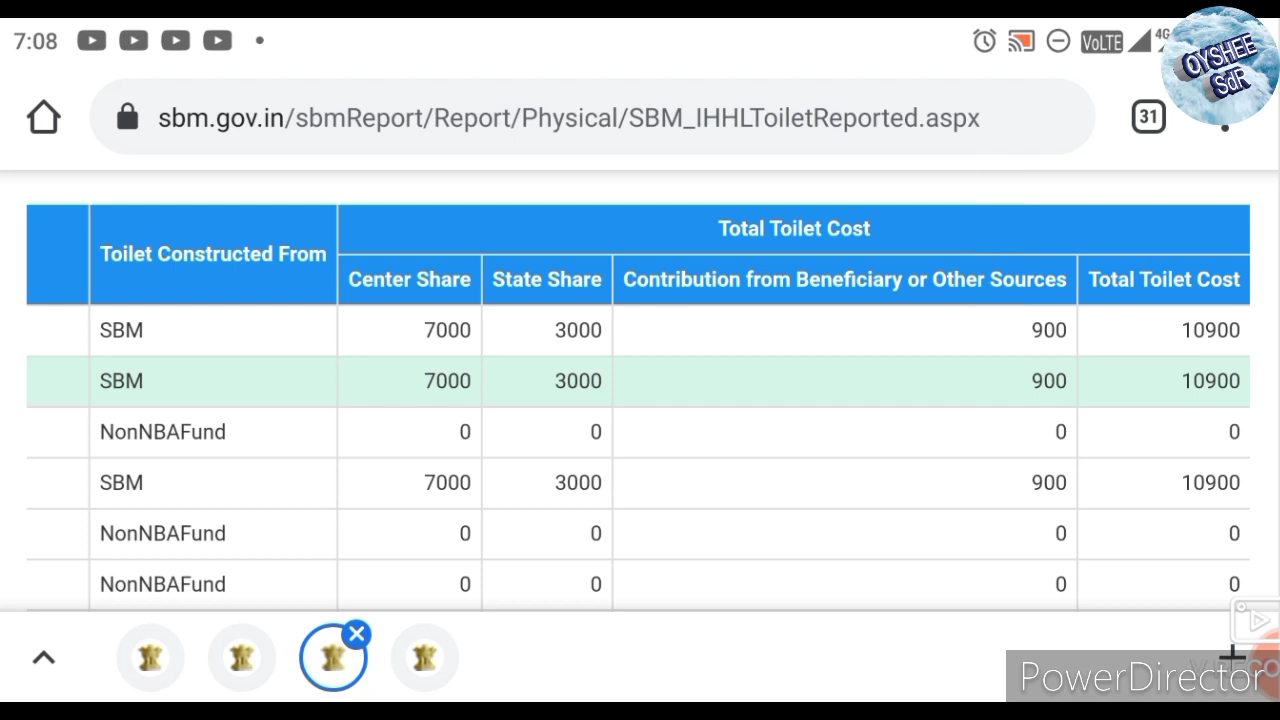 7:08 VoLTE 4G
OYSHEE
SdR
sbm.gov.in/sbmReport/Report/Physical/SBM_IHHLToiletReported.aspx 31
Toilet Constructed From Total Toilet Cost
Center Share State Share Contribution from Beneficiary or Other Sources Total Toilet Cost
SBM 7000 3000 900 10900
SBM 7000 3000 900 10900
NonNBAFund 0 0 0 0
SBM 7000 3000 900 10900
NonNBAFund 0 0 0 0
NonNBAFund 0 0 0 0
PowerDirector